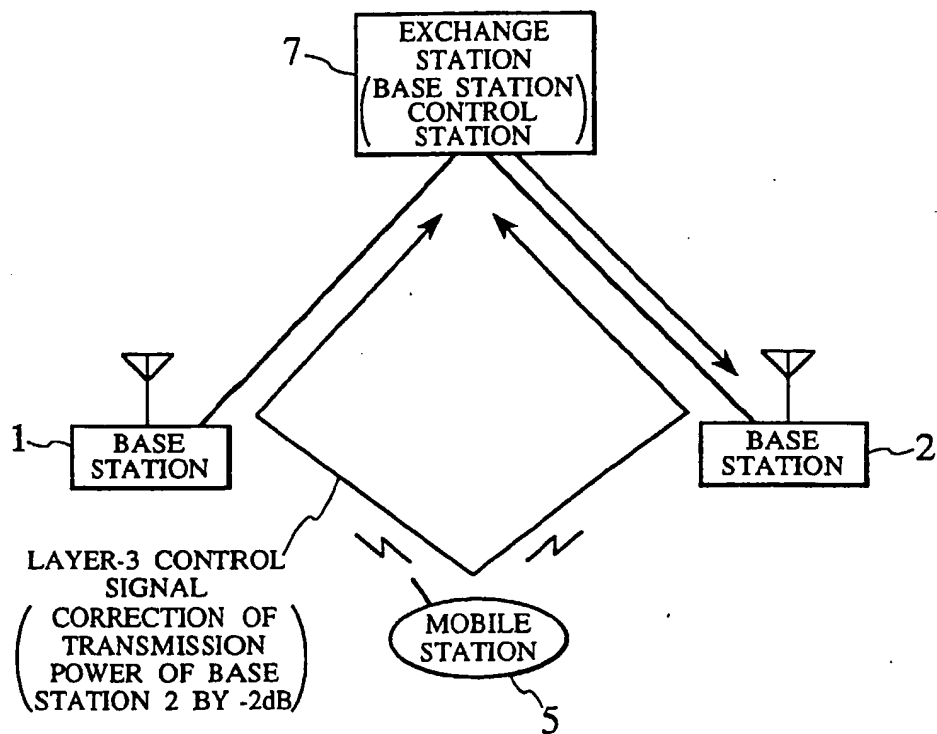 7
EXCHANGE
STATION
(BASE STATION
CONTROL
STATION)
1
BASE
STATION
BASE
STATION
2
LAYER-3 CONTROL
SIGNAL
(CORRECTION OF
TRANSMISSION
POWER OF BASE
STATION 2 BY -2dB)
MOBILE
STATION
5